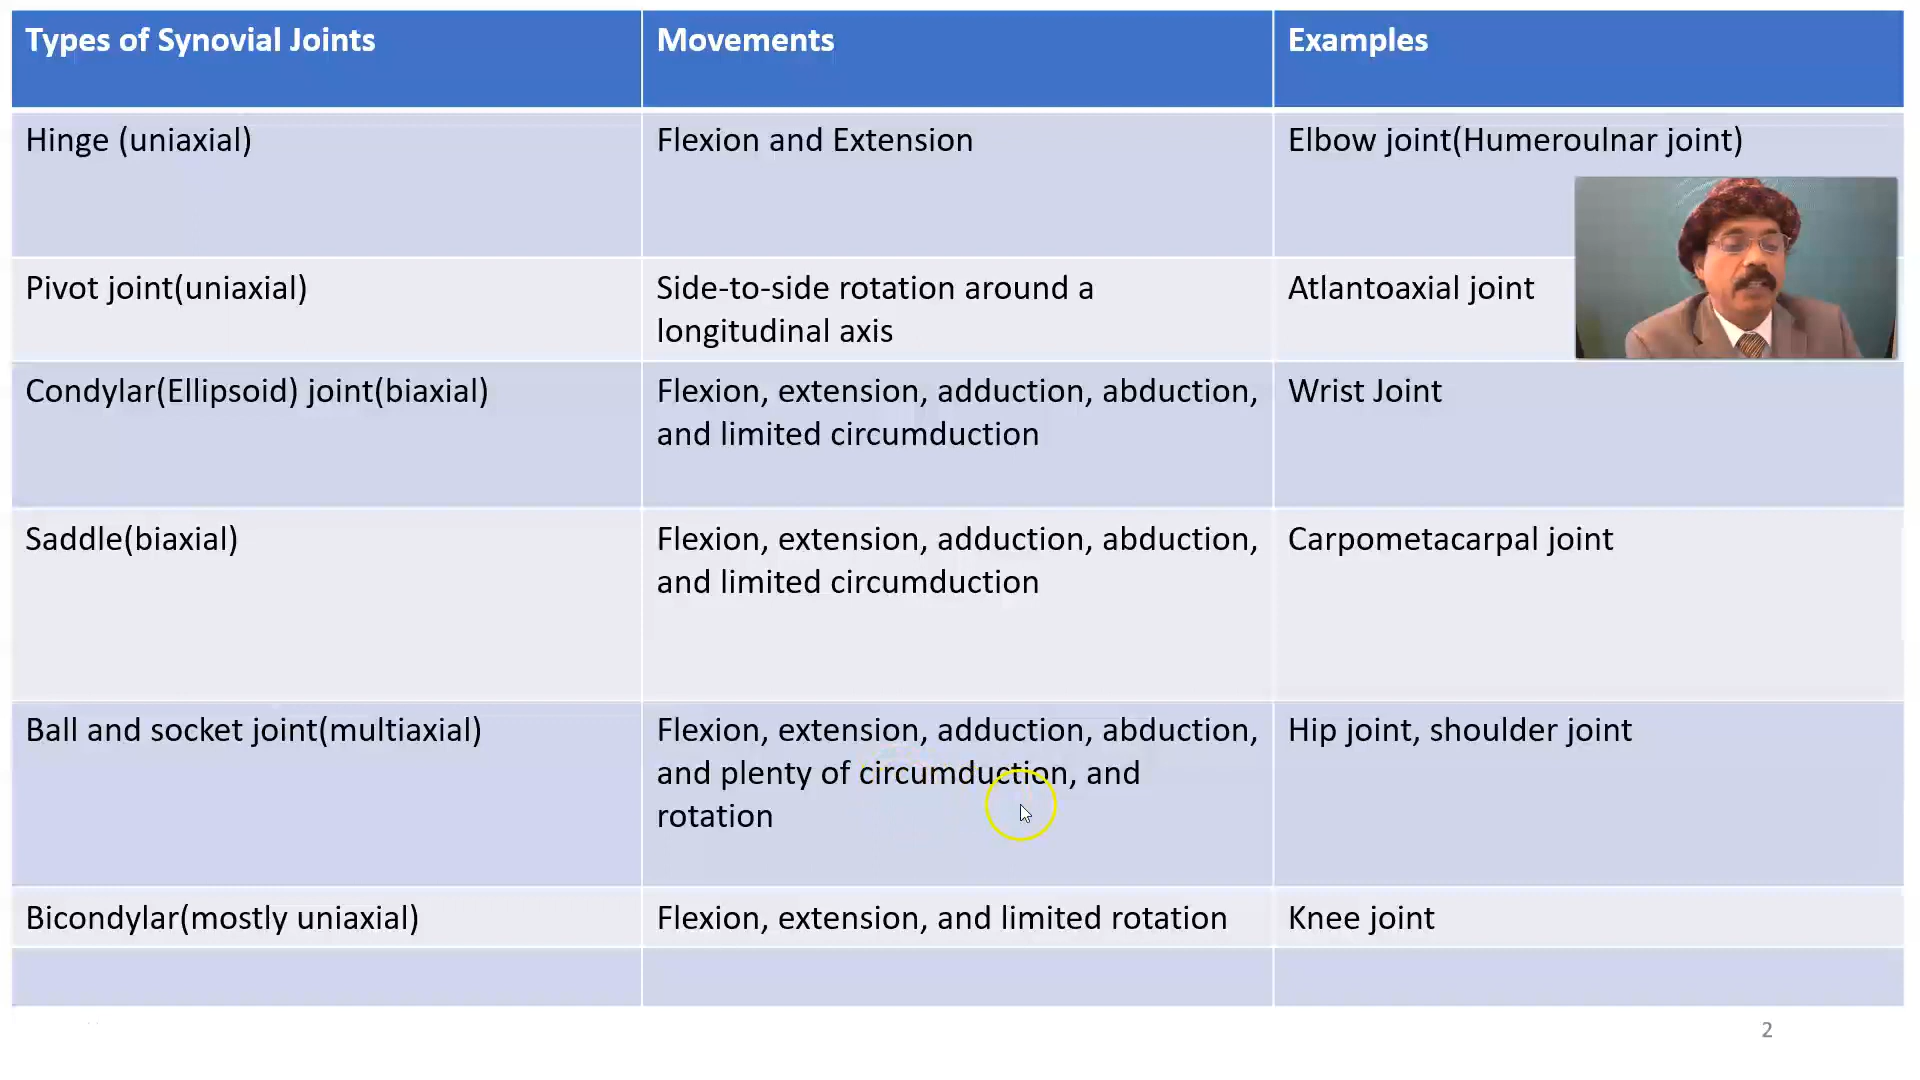 Types of Synovial Joints
Movements
Examples
Hinge (uniaxial)
Flexion and Extension
Elbow joint(Humeroulnar joint)
Pivot joint(uniaxial)
Side-to-side rotation around a
longitudinal axis
Atlantoaxial joint
Condylar(Ellipsoid) joint(biaxial)
Flexion, extension, adduction, abduction,
and limited circumduction
Wrist Joint
Saddle(biaxial)
Flexion, extension, adduction, abduction,
and limited circumduction
Carpometacarpal joint
Ball and socket joint(multiaxial)
Flexion, extension, adduction, abduction,
and plenty of circumduction, and
rotation
Hip joint, shoulder joint
Bicondylar(mostly uniaxial)
Flexion, extension, and limited rotation
Knee joint
2